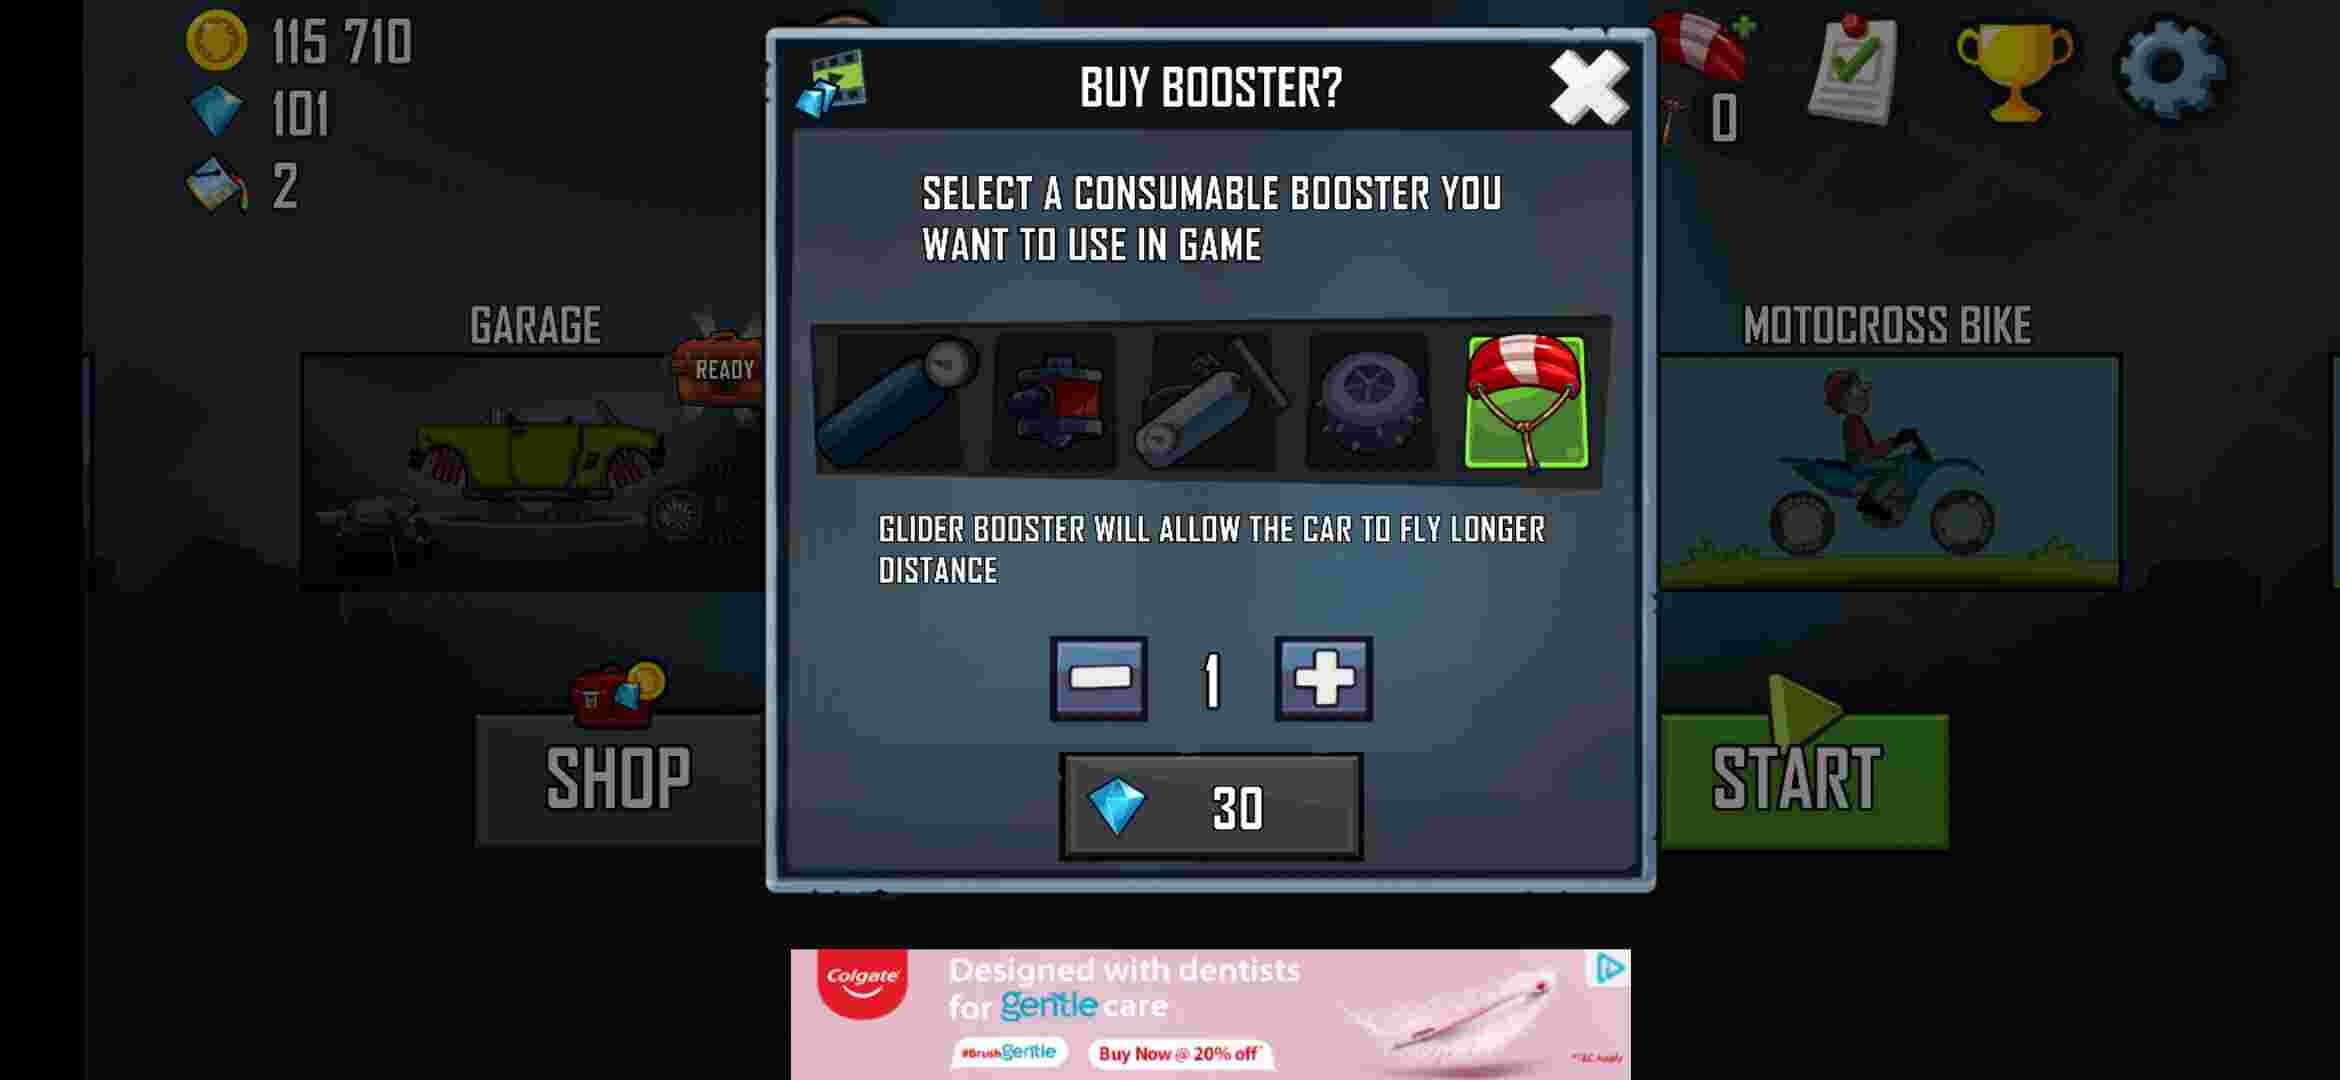 115 710
101
2
BUY BOOSTER?
0
SELECT A CONSUMABLE BOOSTER YOU
WANT TO USE IN GAME
GARAGE
READY
MOTOCROSS BIKE
GLIDER BOOSTER WILL ALLOW THE CAR TO FLY LONGER
DISTANCE
1
SHOP
30
START
Colgate
Designed with dentists
for gentle care
#Brushgentle
Buy Now @ 20% off*
*T&C Apply